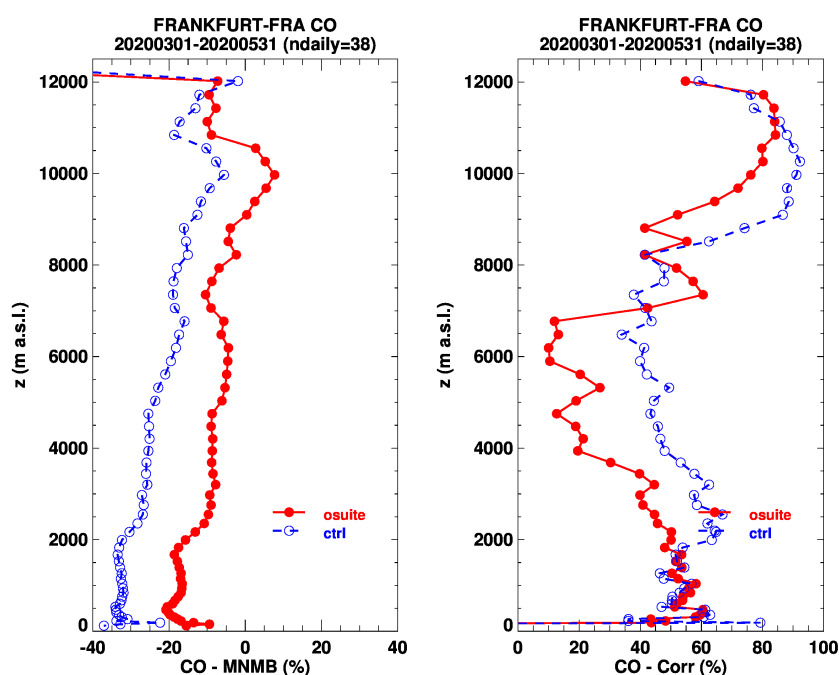 FRANKFURT-FRA CO
20200301-20200531 (ndaily=38)
12000
10000
8000
6000
4000
2000
0
z (m a.s.l.)
-40 -20 0 20 40
CO - MNMB (%)
osuite
ctrl
FRANKFURT-FRA CO
20200301-20200531 (ndaily=38)
12000
10000
8000
6000
4000
2000
0
z (m a.s.l.)
0 20 40 60 80 100
CO - Corr (%)
osuite
ctrl